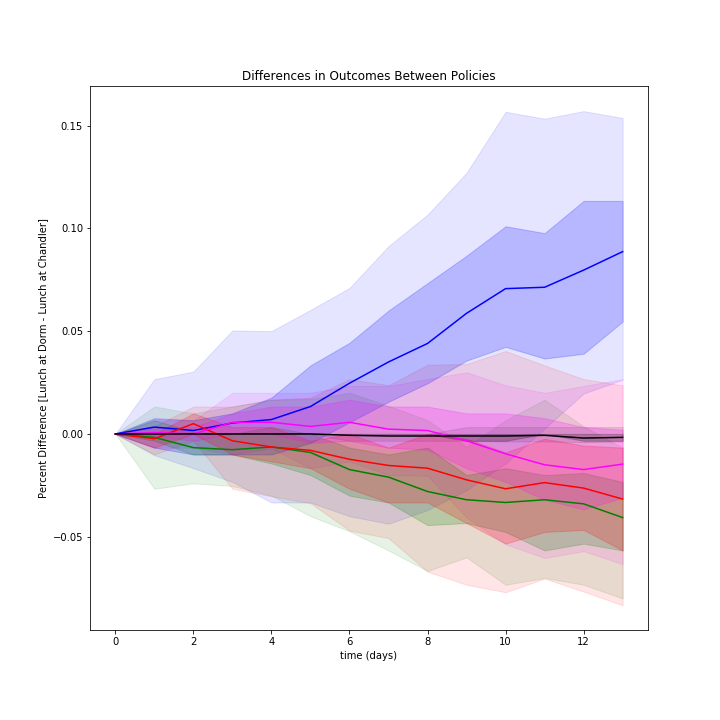 Differences in Outcomes Between Policies
Percent Difference [Lunch at Dorm - Lunch at Chandler]
0.15
0.10
0.05
0.00
−0.05
0 2 4 6 8 10 12
time (days)